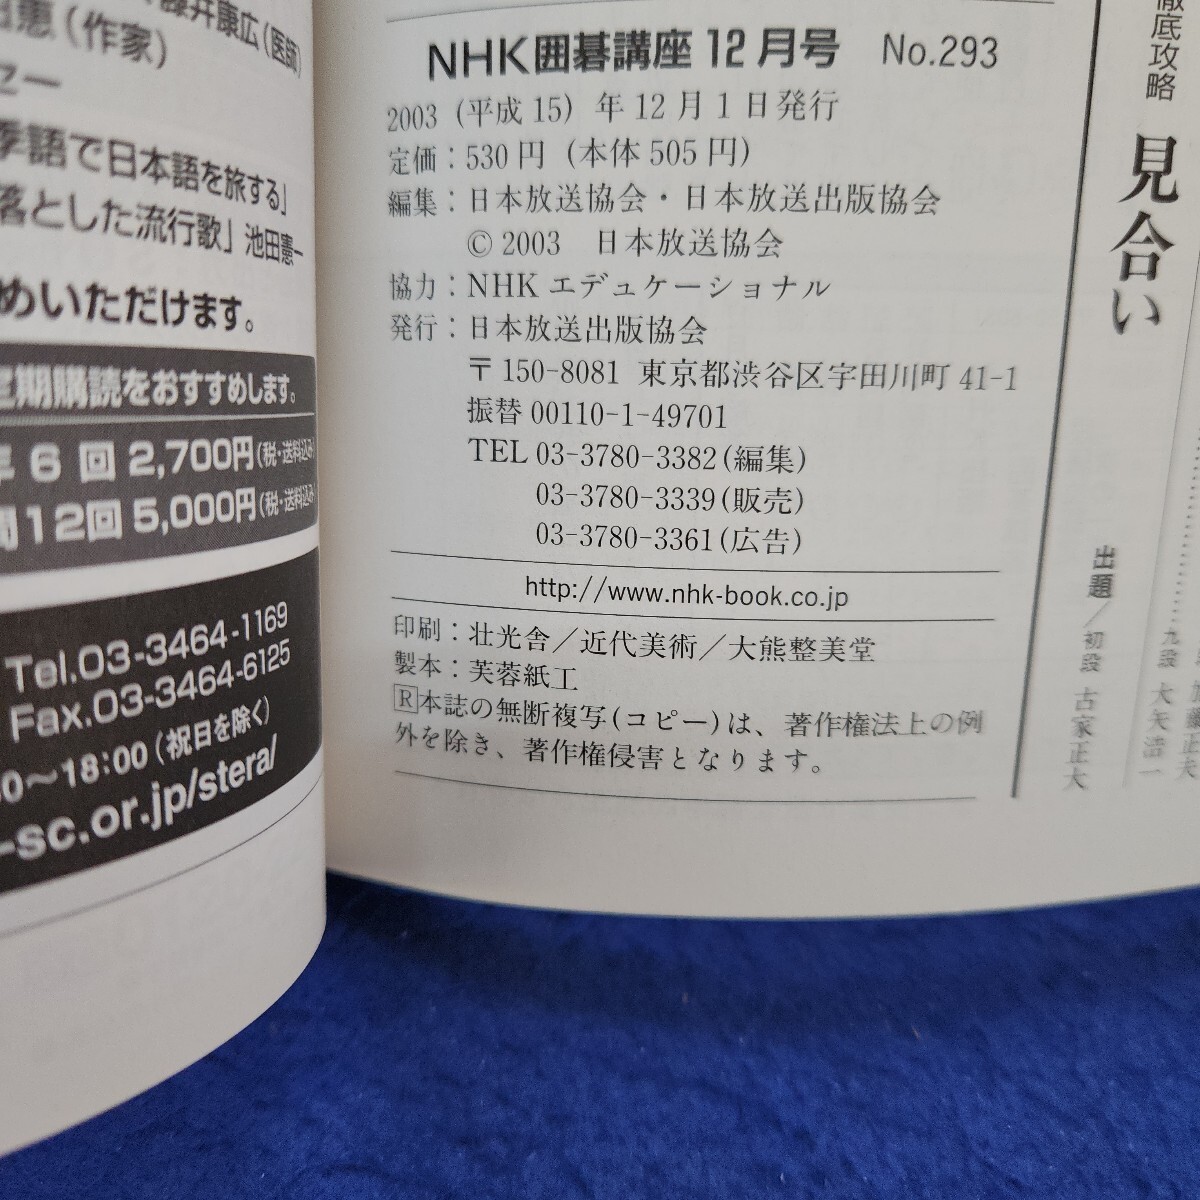 藤井康広(医師)
恵(作家)
セー
季語で日本語を旅する」
落とした流行歌」池田憲一
めいただけます。
定期購読をおすすめします。
年6回 2,700円(税・送料込み)
間12回 5,000円(税・送料込み)
Tel.03-3464-1169
Fax.03-3464-6125
0〜18:00(祝日を除く)
-sc.or.jp/stera/
NHK囲碁講座12月号 No.293
2003(平成15)年12月1日発行
定価：530円(本体505円)
編集：日本放送協会・日本放送出版協会
© 2003 日本放送協会
協力：NHKエデュケーショナル
発行：日本放送出版協会
〒150-8081 東京都渋谷区宇田川町41-1
振替00110-1-49701
TEL 03-3780-3382(編集)
03-3780-3339(販売)
03-3780-3361(広告)
http://www.nhk-book.co.jp
印刷：壮光舎／近代美術／大熊整美堂
製本：芙蓉紙工
R本誌の無断複写(コピー)は、著作権法上の例
外を除き、著作権侵害となります。
徹底攻略
見合い
出題／初段 古家正大
九段 大矢浩一